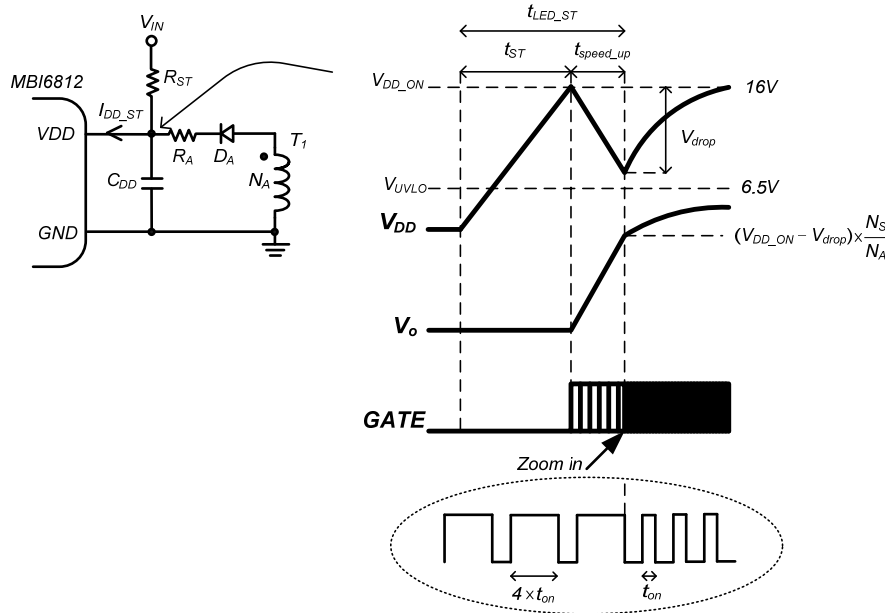 V_IN
MBI6812
R_ST
I_DD_ST
VDD
R_A
D_A
T_1
C_DD
N_A
GND
t_LED_ST
t_ST
t_speed_up
V_DD_ON
16V
V_drop
V_UVLO
6.5V
V_DD
(V_DD_ON − V_drop) × N_S/N_A
V_o
GATE
Zoom in
4 × t_on
t_on